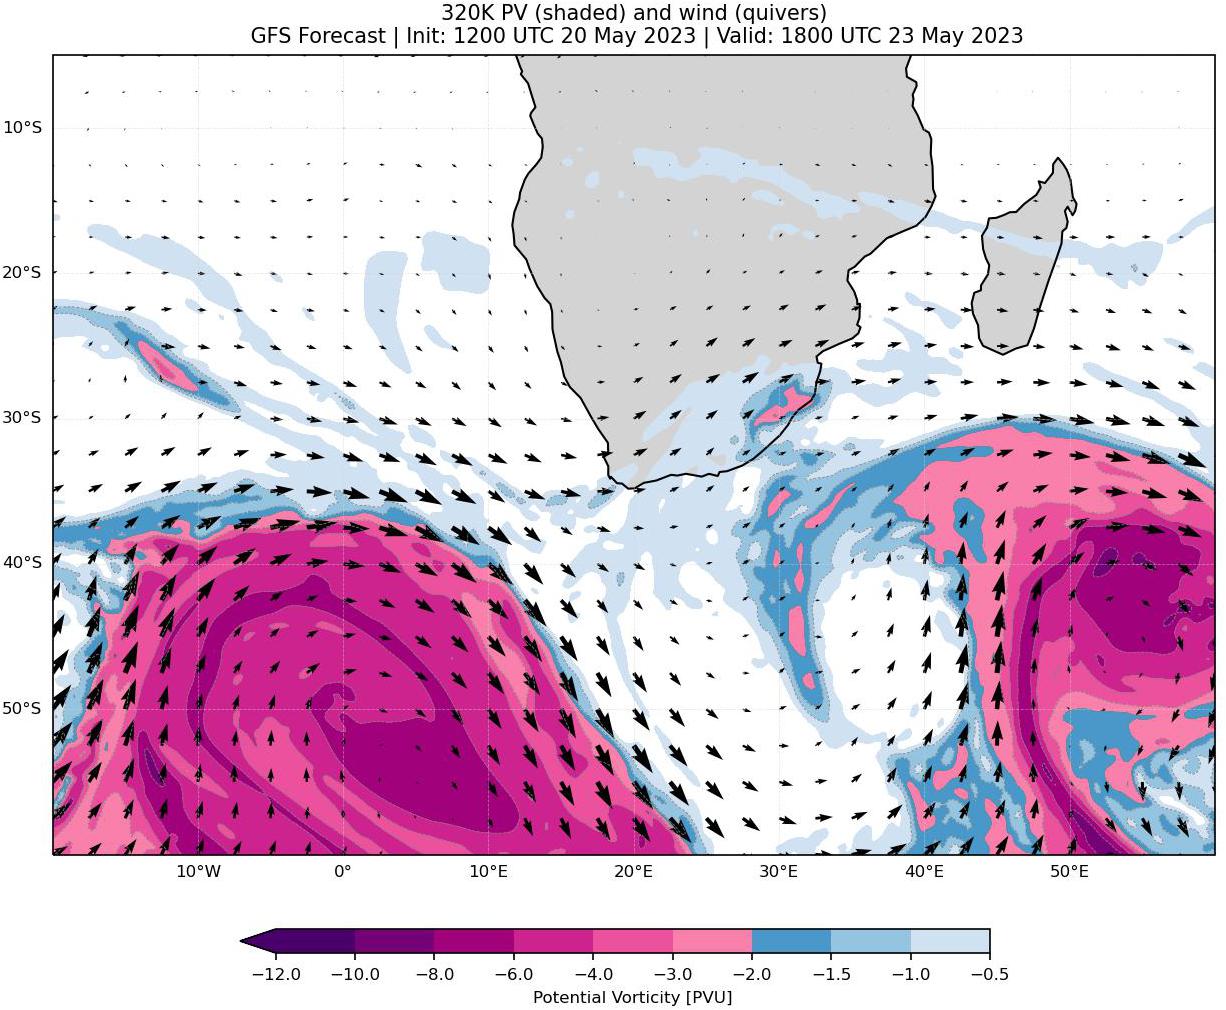 320K PV (shaded) and wind (quivers)
GFS Forecast | Init: 1200 UTC 20 May 2023 | Valid: 1800 UTC 23 May 2023
10°S
20°S
30°S
40°S
50°S
10°W 0° 10°E 20°E 30°E 40°E 50°E
−12.0 −10.0 −8.0 −6.0 −4.0 −3.0 −2.0 −1.5 −1.0 −0.5
Potential Vorticity [PVU]